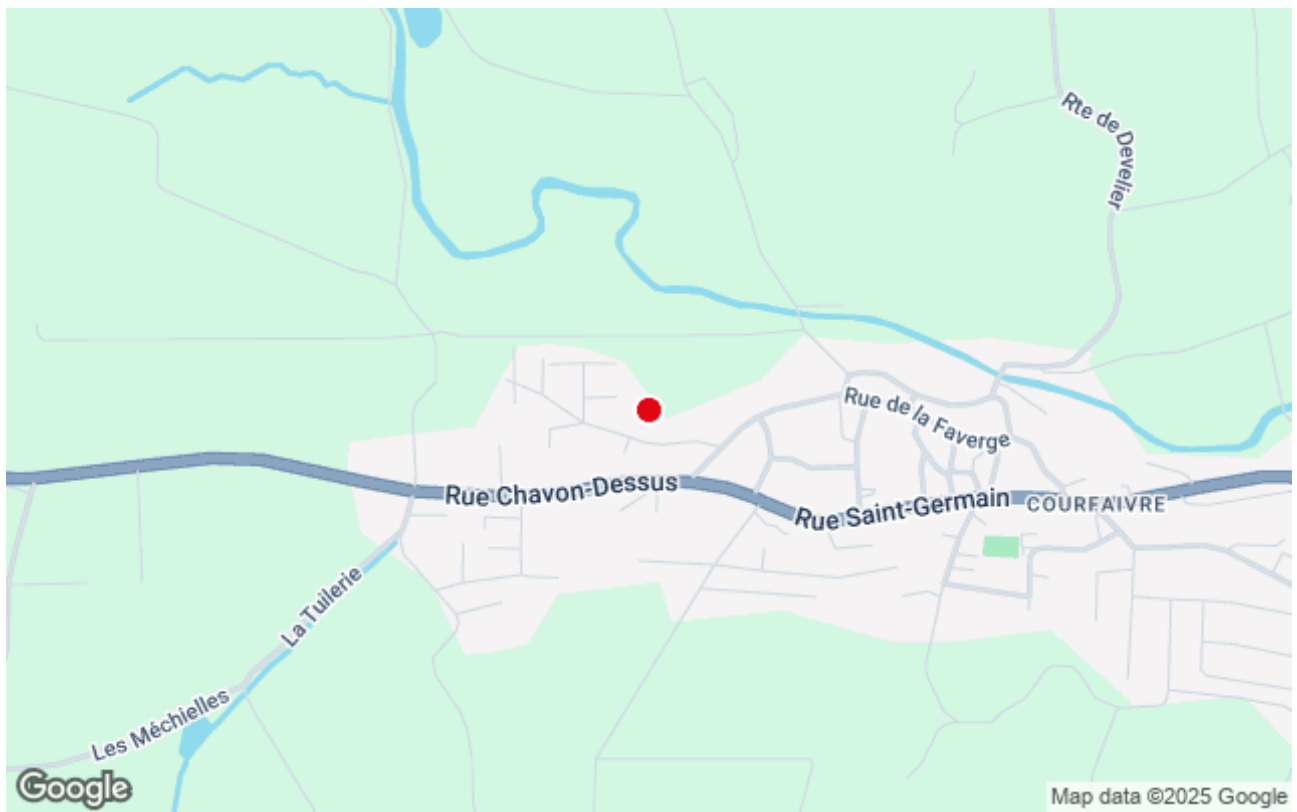 Rte de Develier
Rue de la Faverge
Rue Chavon-Dessus
Rue Saint-Germain
COURFAIVRE
La Tuilerie
Les Méchielles
Google
Map data ©2025 Google